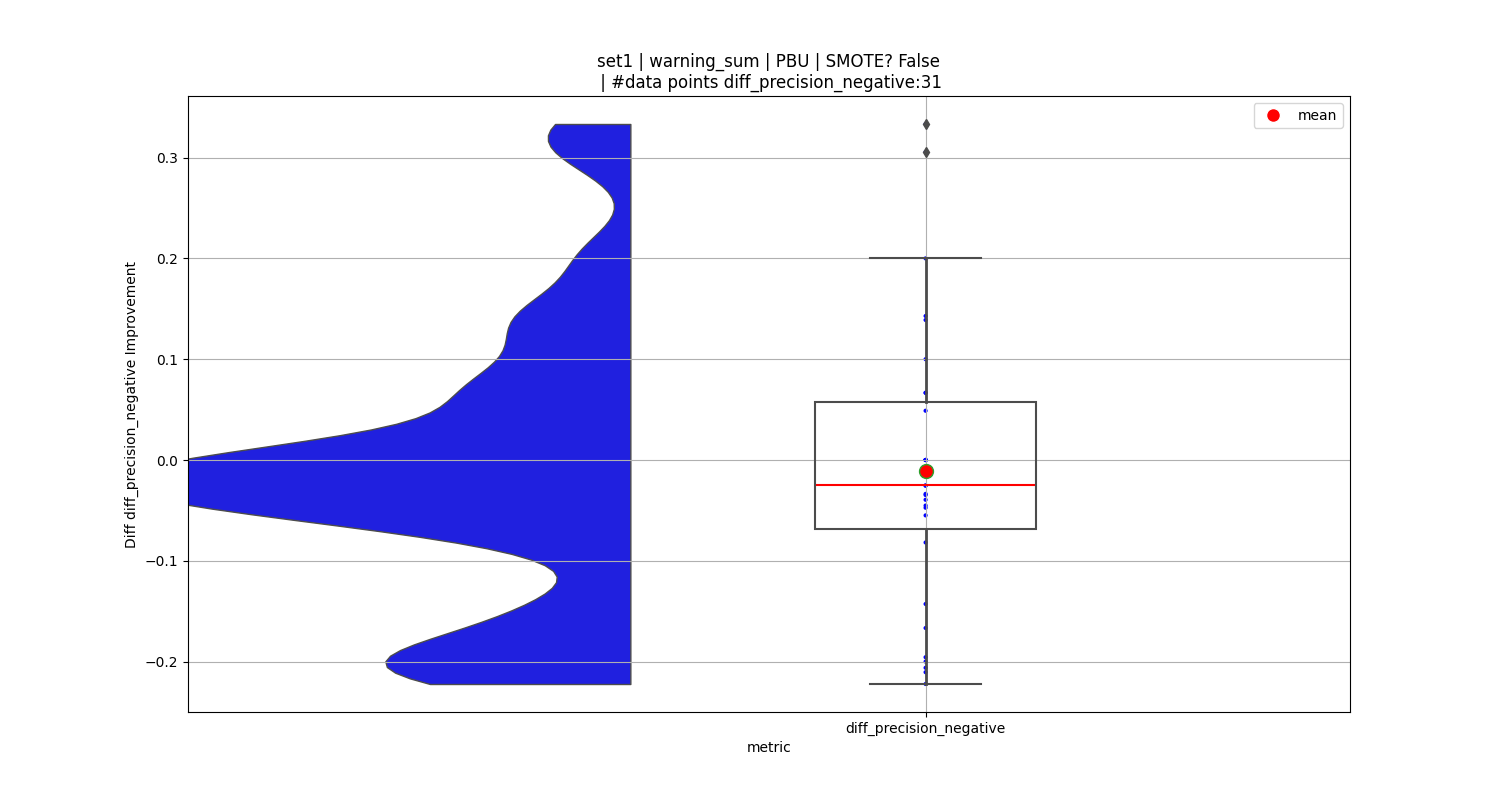 set1 | warning_sum | PBU | SMOTE? False
| #data points diff_precision_negative:31
mean
0.3
0.2
0.1
0.0
−0.1
−0.2
Diff diff_precision_negative Improvement
diff_precision_negative
metric